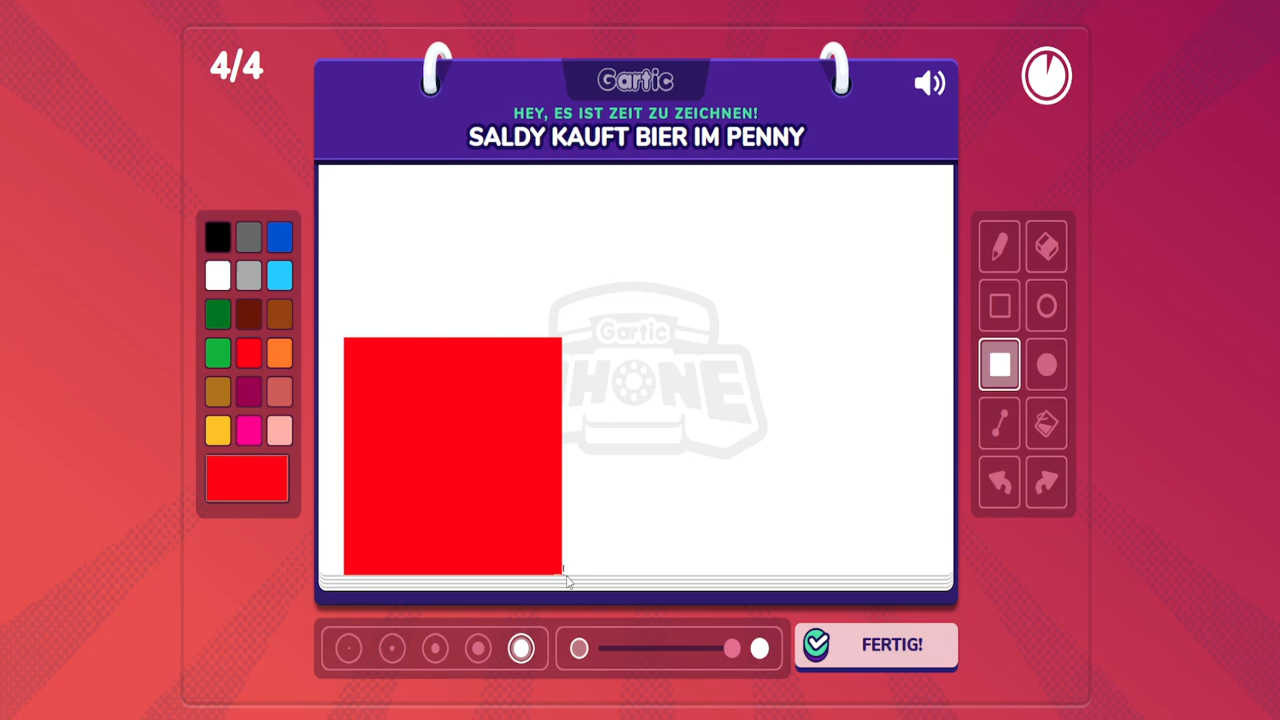 4/4
Gartic
HEY, ES IST ZEIT ZU ZEICHNEN!
SALDY KAUFT BIER IM PENNY
Gartic
PHONE
FERTIG!